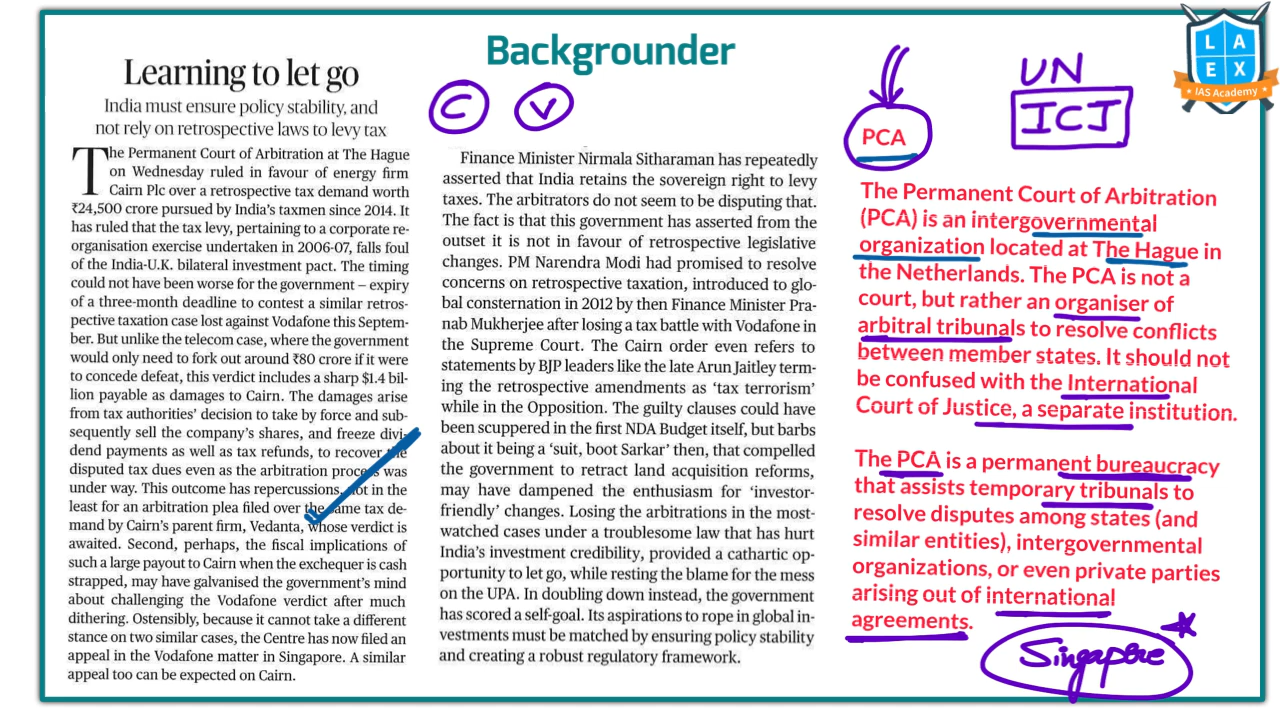 Backgrounder
Learning to let go
India must ensure policy stability, and
not rely on retrospective laws to levy tax
The Permanent Court of Arbitration at The Hague
on Wednesday ruled in favour of energy firm
Cairn Plc over a retrospective tax demand worth
₹24,500 crore pursued by India's taxmen since 2014. It
has ruled that the tax levy, pertaining to a corporate re-
organisation exercise undertaken in 2006-07, falls foul
of the India-U.K. bilateral investment pact. The timing
could not have been worse for the government – expiry
of a three-month deadline to contest a similar retros-
pective taxation case lost against Vodafone this Septem-
ber. But unlike the telecom case, where the government
would only need to fork out around ₹80 crore if it were
to concede defeat, this verdict includes a sharp $1.4 bil-
lion payable as damages to Cairn. The damages arise
from tax authorities' decision to take by force and sub-
sequently sell the company's shares, and freeze divi-
dend payments as well as tax refunds, to recover the
disputed tax dues even as the arbitration process was
under way. This outcome has repercussions, not in the
least for an arbitration plea filed over the same tax de-
mand by Cairn's parent firm, Vedanta, whose verdict is
awaited. Second, perhaps, the fiscal implications of
such a large payout to Cairn when the exchequer is cash
strapped, may have galvanised the government's mind
about challenging the Vodafone verdict after much
dithering. Ostensibly, because it cannot take a different
stance on two similar cases, the Centre has now filed an
appeal in the Vodafone matter in Singapore. A similar
appeal too can be expected on Cairn.
C V
Finance Minister Nirmala Sitharaman has repeatedly
asserted that India retains the sovereign right to levy
taxes. The arbitrators do not seem to be disputing that.
The fact is that this government has asserted from the
outset it is not in favour of retrospective legislative
changes. PM Narendra Modi had promised to resolve
concerns on retrospective taxation, introduced to glo-
bal consternation in 2012 by then Finance Minister Pra-
nab Mukherjee after losing a tax battle with Vodafone in
the Supreme Court. The Cairn order even refers to
statements by BJP leaders like the late Arun Jaitley term-
ing the retrospective amendments as 'tax terrorism'
while in the Opposition. The guilty clauses could have
been scuppered in the first NDA Budget itself, but barbs
about it being a 'suit, boot Sarkar' then, that compelled
the government to retract land acquisition reforms,
may have dampened the enthusiasm for 'investor-
friendly' changes. Losing the arbitrations in the most-
watched cases under a troublesome law that has hurt
India's investment credibility, provided a cathartic op-
portunity to let go, while resting the blame for the mess
on the UPA. In doubling down instead, the government
has scored a self-goal. Its aspirations to rope in global in-
vestments must be matched by ensuring policy stability
and creating a robust regulatory framework.
UN
ICJ
PCA
The Permanent Court of Arbitration
(PCA) is an intergovernmental
organization located at The Hague in
the Netherlands. The PCA is not a
court, but rather an organiser of
arbitral tribunals to resolve conflicts
between member states. It should not
be confused with the International
Court of Justice, a separate institution.
The PCA is a permanent bureaucracy
that assists temporary tribunals to
resolve disputes among states (and
similar entities), intergovernmental
organizations, or even private parties
arising out of international
agreements.
Singapore
L A
E X
IAS Academy